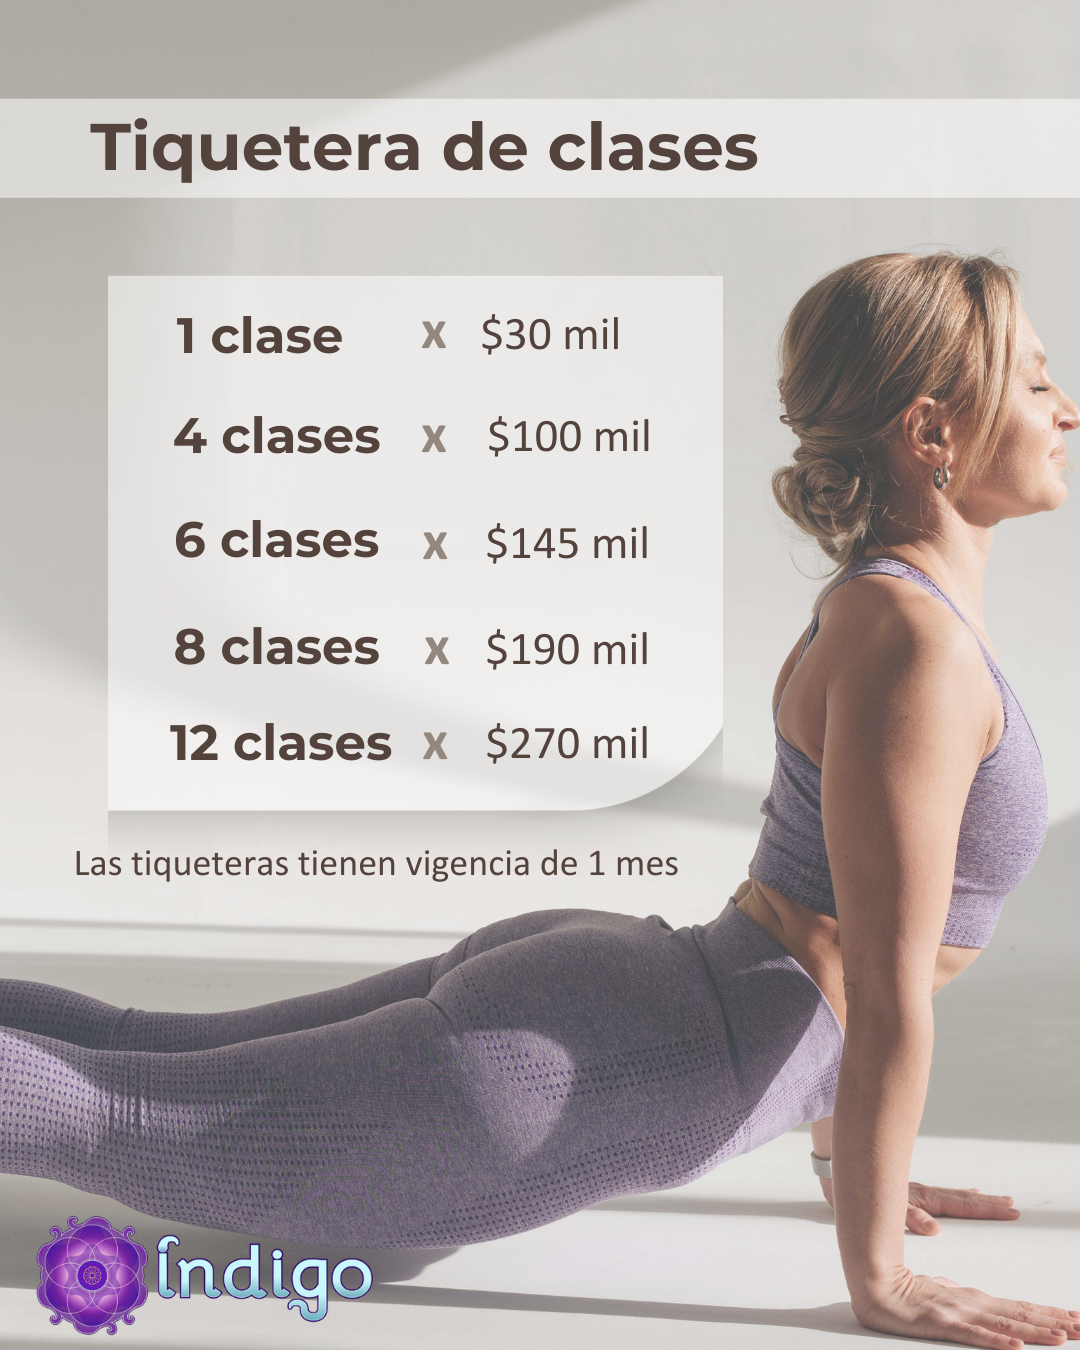 Tiquetera de clases
1 clase x $30 mil
4 clases x $100 mil
6 clases x $145 mil
8 clases x $190 mil
12 clases x $270 mil
Las tiqueteras tienen vigencia de 1 mes
índigo